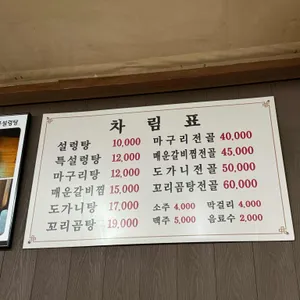 설렁탕
차 림 표
설렁탕 10,000
특설렁탕 12,000
마구리탕 12,000
매운갈비찜 15,000
도가니탕 17,000
꼬리곰탕 19,000
마구리전골 40,000
매운갈비찜전골 45,000
도가니전골 50,000
꼬리곰탕전골 60,000
소주 4,000 막걸리 4,000
맥주 5,000 음료수 2,000